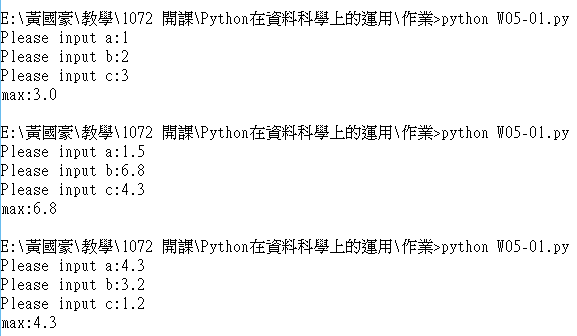 E:\黃國豪\教學\1072 開課\Python在資料科學上的運用\作業>python W05-01.py
Please input a:1
Please input b:2
Please input c:3
max:3.0
E:\黃國豪\教學\1072 開課\Python在資料科學上的運用\作業>python W05-01.py
Please input a:1.5
Please input b:6.8
Please input c:4.3
max:6.8
E:\黃國豪\教學\1072 開課\Python在資料科學上的運用\作業>python W05-01.py
Please input a:4.3
Please input b:3.2
Please input c:1.2
max:4.3